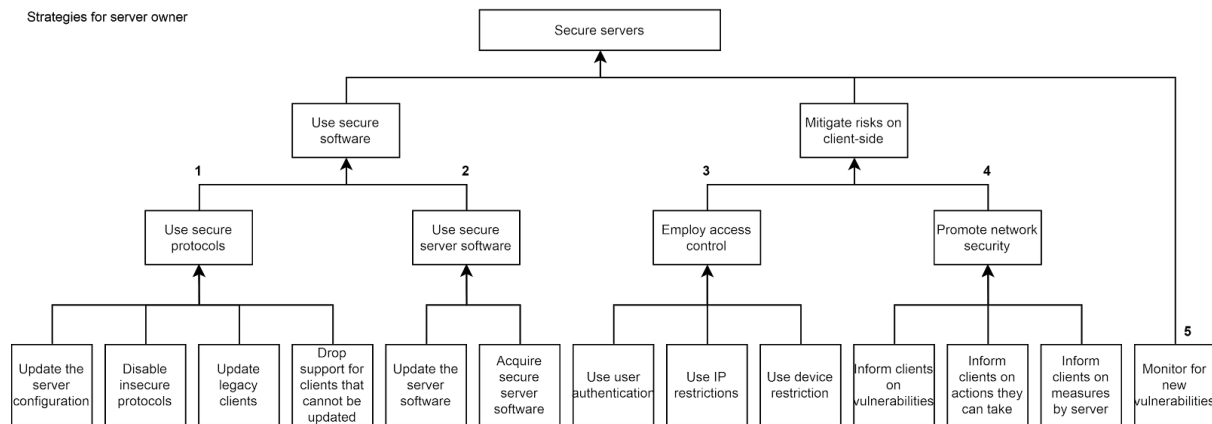 Strategies for server owner
Secure servers
Use secure
software
Mitigate risks on
client-side
1
2
3
4
Use secure
protocols
Use secure
server software
Employ access
control
Promote network
security
5
Update the
server
configuration
Disable
insecure
protocols
Update
legacy
clients
Drop
support for
clients that
cannot be
updated
Update the
server
software
Acquire
secure
server
software
Use user
authentication
Use IP
restrictions
Use device
restriction
Inform clients
on
vulnerabilities
Inform
clients on
actions they
can take
Inform
clients on
measures by
server
Monitor for
new
vulnerabilities